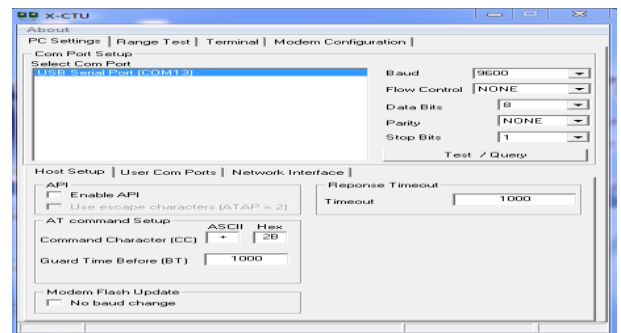 X-CTU
About
PC Settings | Range Test | Terminal | Modem Configuration |
Com Port Setup
Select Com Port
USB Serial Port (COM13)
Baud 9600
Flow Control NONE
Data Bits 8
Parity NONE
Stop Bits 1
Test / Query
Host Setup | User Com Ports | Network Interface |
API
Enable API
Use escape characters (ATAP = 2)
Reponse Timeout
Timeout 1000
AT command Setup
ASCII Hex
Command Character (CC) + 2B
Guard Time Before (BT) 1000
Modem Flash Update
No baud change